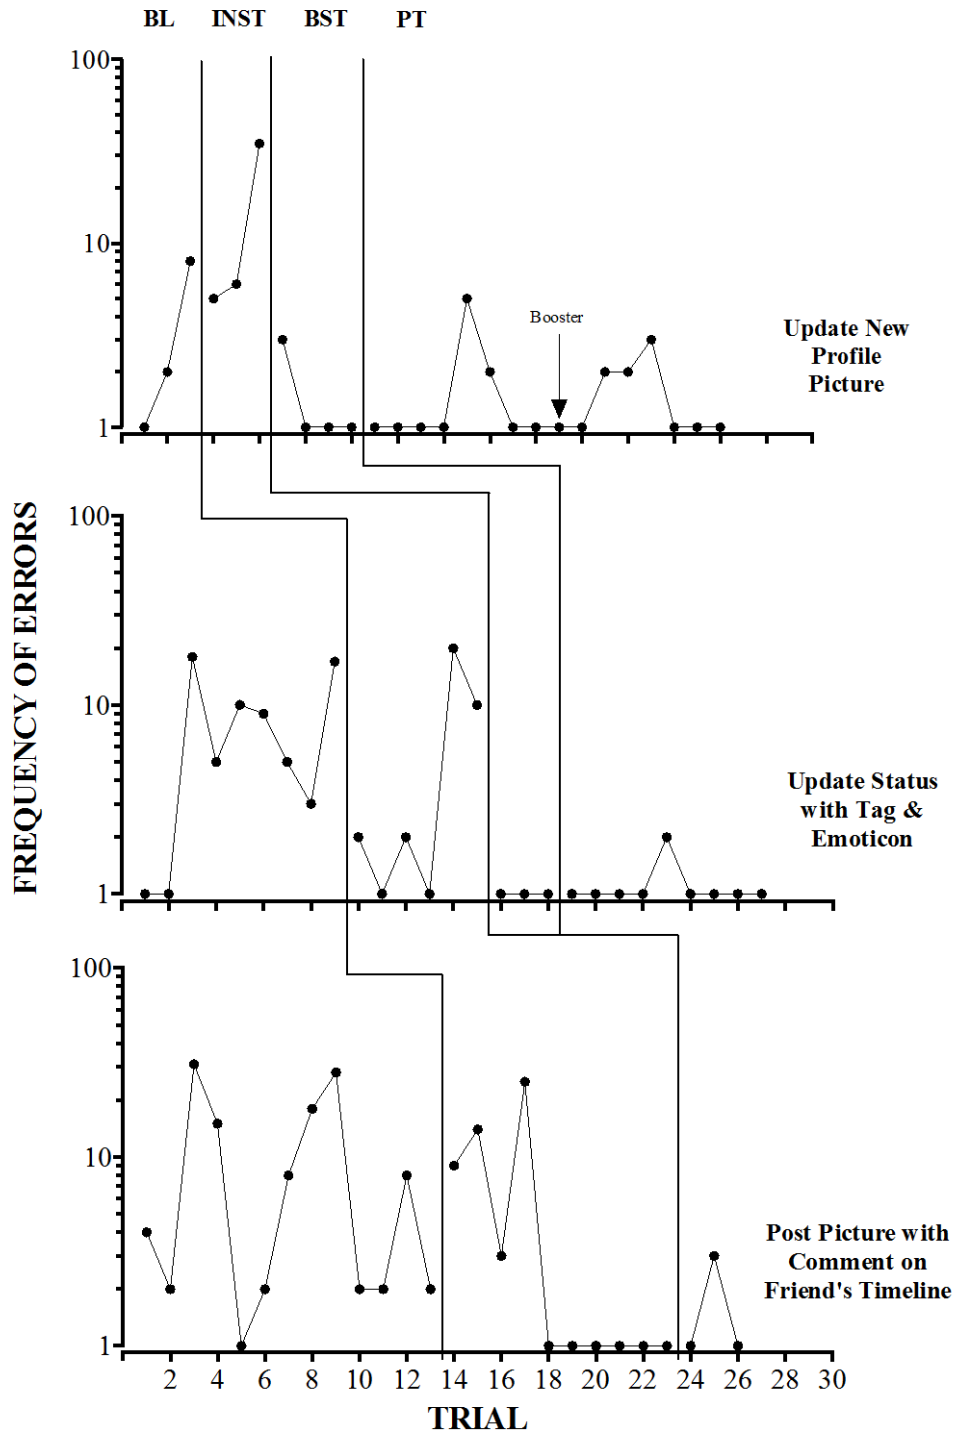 BL INST BST PT
100
10
1
Booster
Update New
Profile
Picture
FREQUENCY OF ERRORS
100
10
1
Update Status
with Tag &
Emoticon
100
10
1
Post Picture with
Comment on
Friend's Timeline
2 4 6 8 10 12 14 16 18 20 22 24 26 28 30
TRIAL